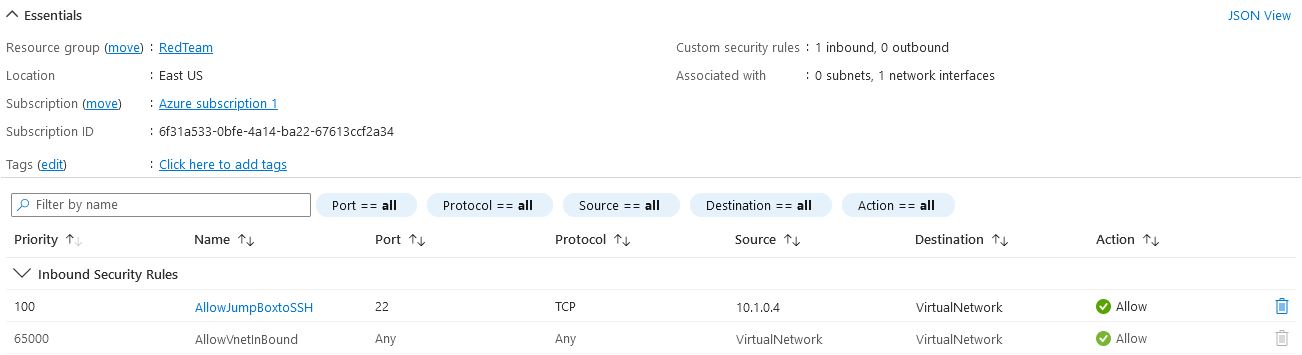 Essentials JSON View
Resource group (move) : RedTeam Custom security rules : 1 inbound, 0 outbound
Location : East US Associated with : 0 subnets, 1 network interfaces
Subscription (move) : Azure subscription 1
Subscription ID : 6f31a533-0bfe-4a14-ba22-67613ccf2a34
Tags (edit) : Click here to add tags
Filter by name Port == all Protocol == all Source == all Destination == all Action == all
Priority Name Port Protocol Source Destination Action
Inbound Security Rules
100 AllowJumpBoxtoSSH 22 TCP 10.1.0.4 VirtualNetwork Allow
65000 AllowVnetInBound Any Any VirtualNetwork VirtualNetwork Allow